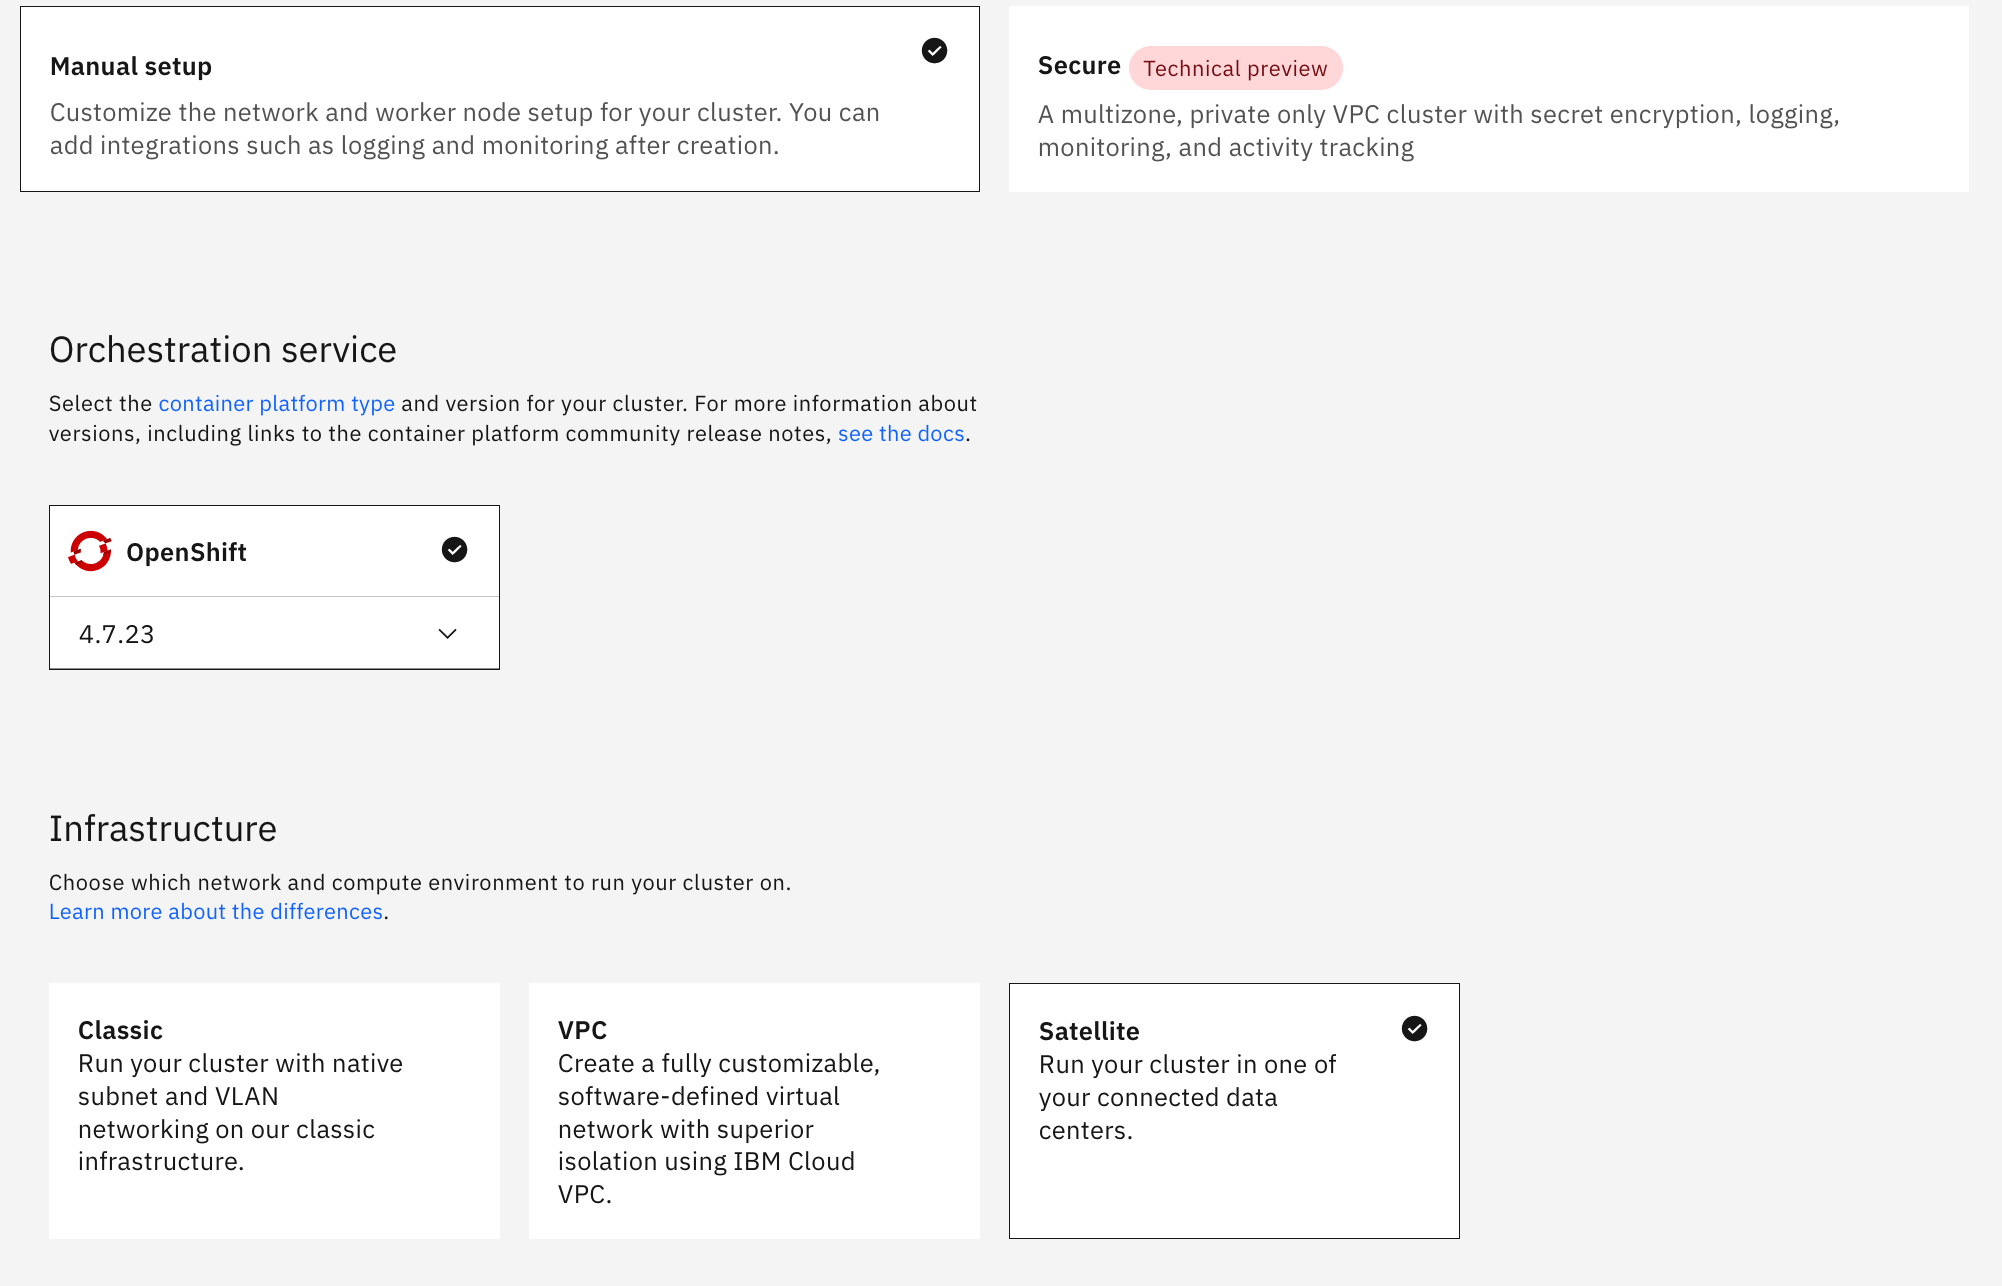 Manual setup
Customize the network and worker node setup for your cluster. You can
add integrations such as logging and monitoring after creation.
Secure Technical preview
A multizone, private only VPC cluster with secret encryption, logging,
monitoring, and activity tracking
Orchestration service
Select the container platform type and version for your cluster. For more information about
versions, including links to the container platform community release notes, see the docs.
OpenShift
4.7.23
Infrastructure
Choose which network and compute environment to run your cluster on.
Learn more about the differences.
Classic
Run your cluster with native
subnet and VLAN
networking on our classic
infrastructure.
VPC
Create a fully customizable,
software-defined virtual
network with superior
isolation using IBM Cloud
VPC.
Satellite
Run your cluster in one of
your connected data
centers.